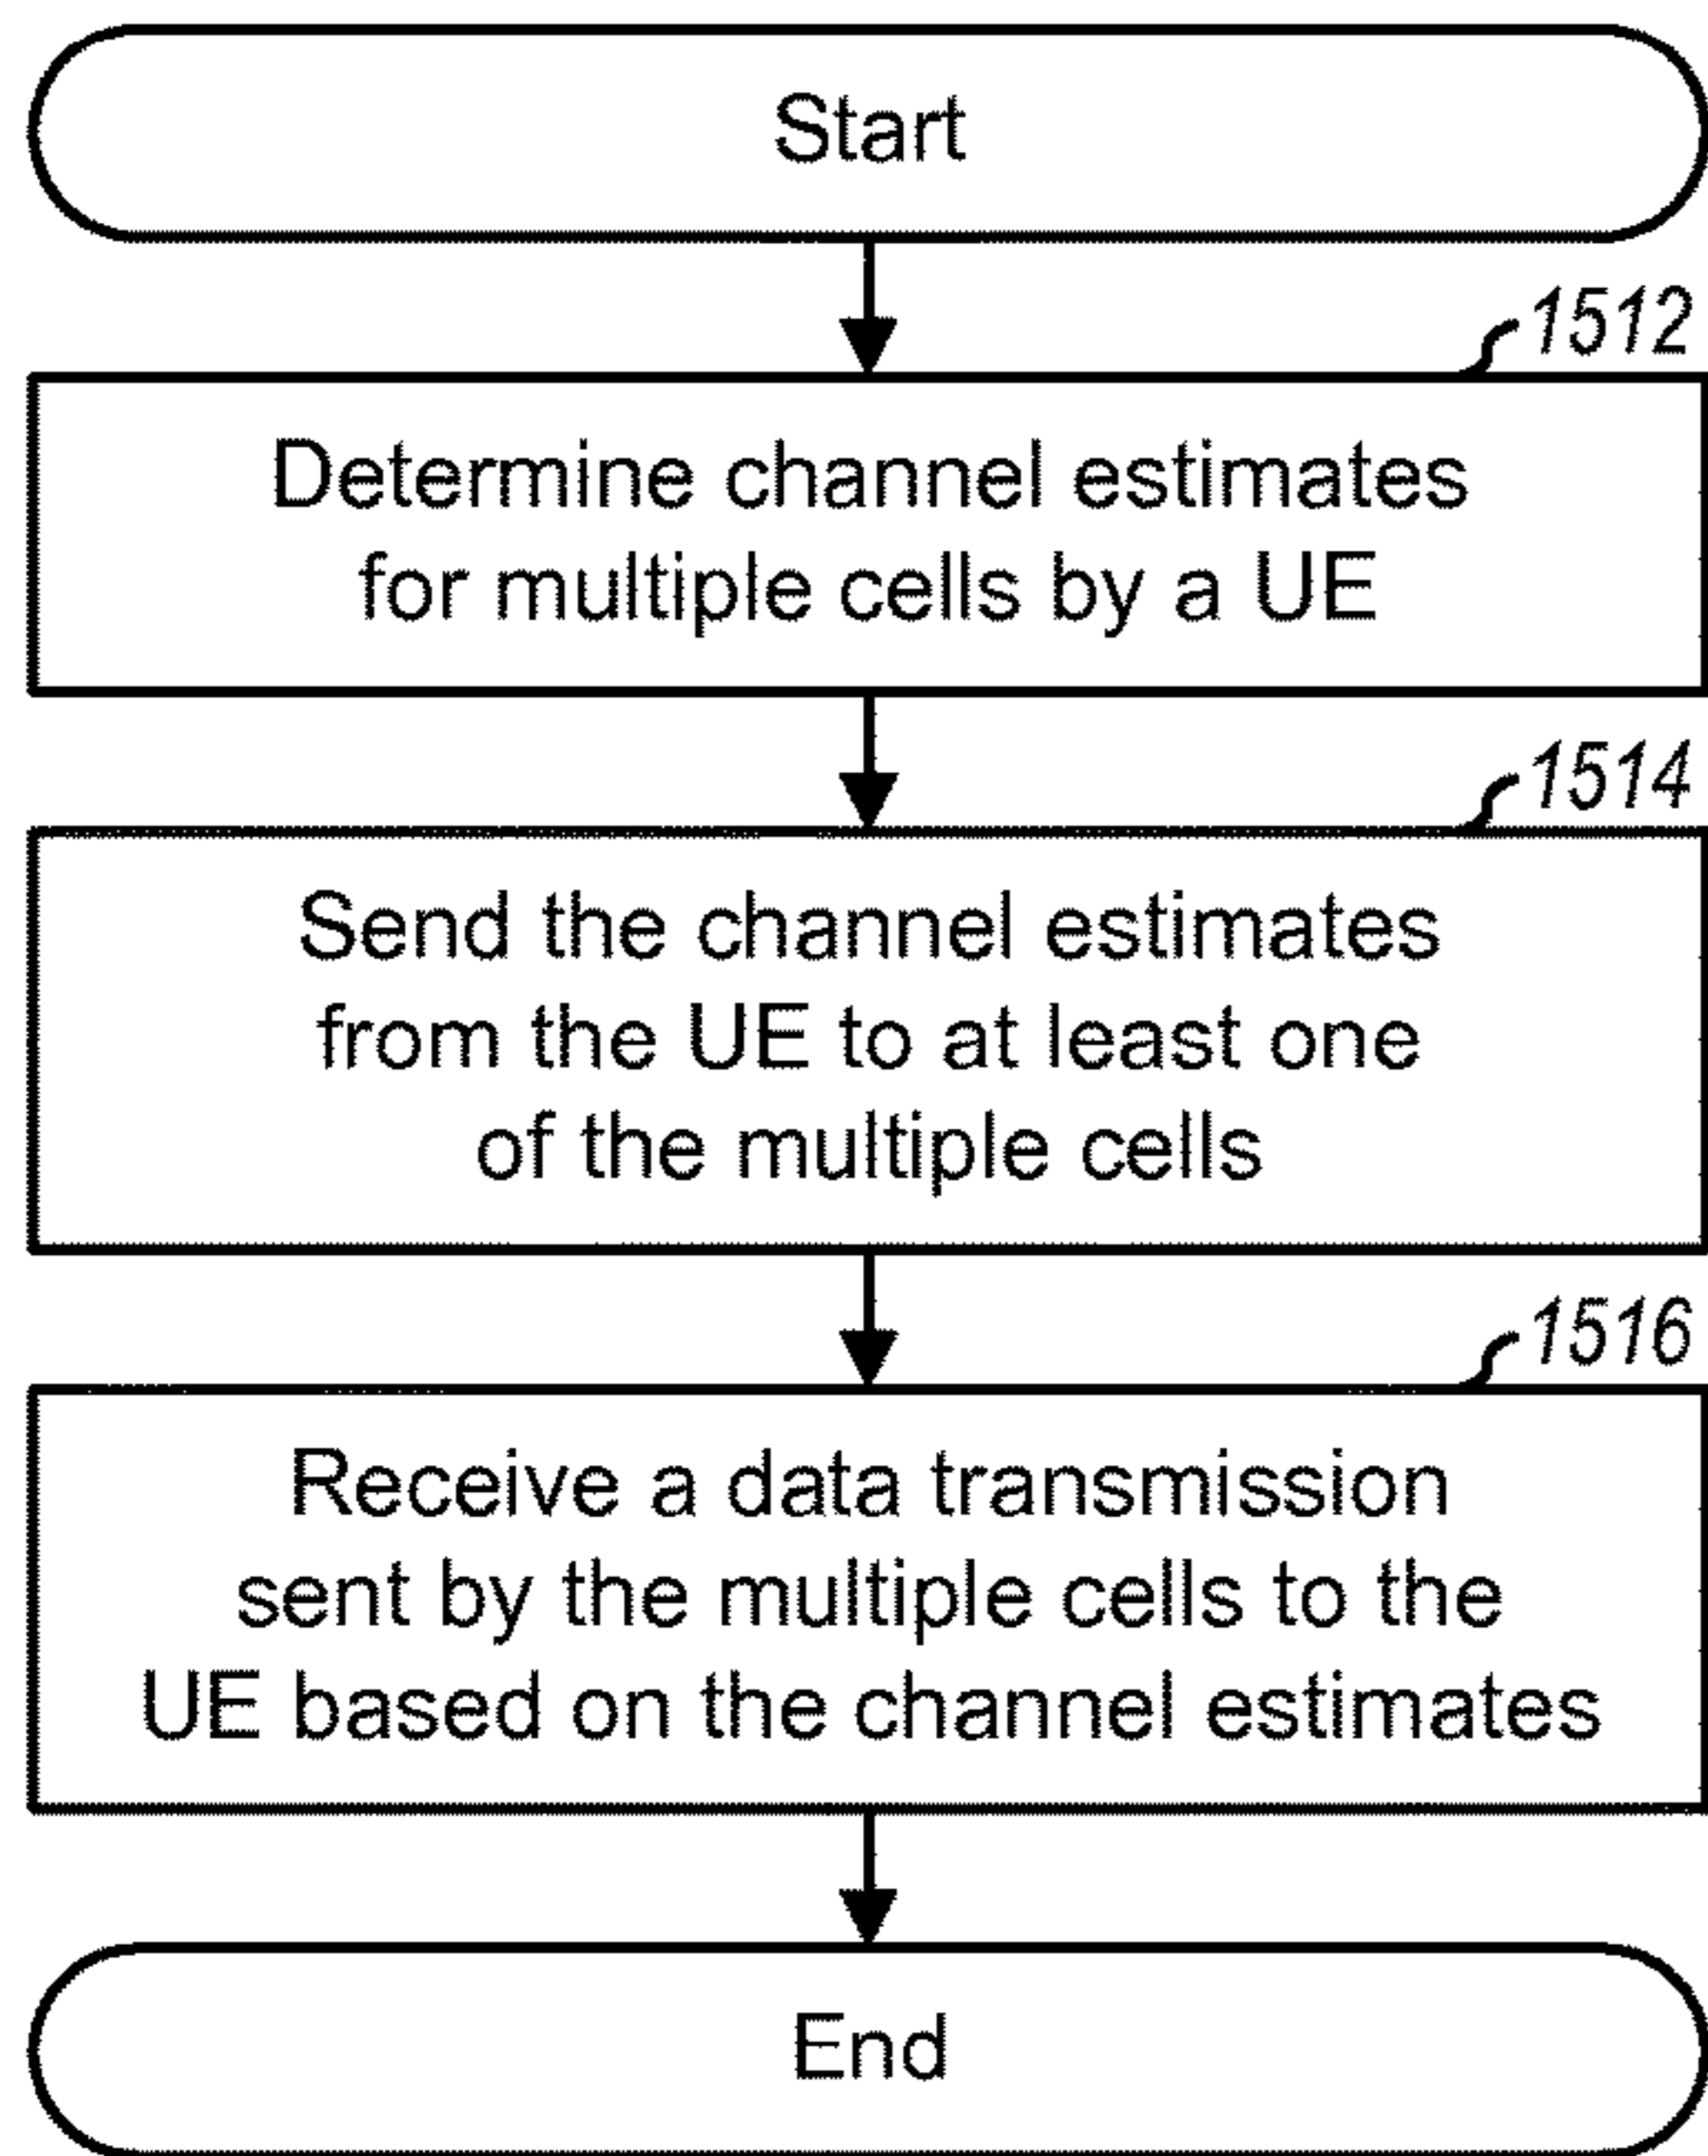 Start
1512
Determine channel estimates
for multiple cells by a UE
1514
Send the channel estimates
from the UE to at least one
of the multiple cells
1516
Receive a data transmission
sent by the multiple cells to the
UE based on the channel estimates
End